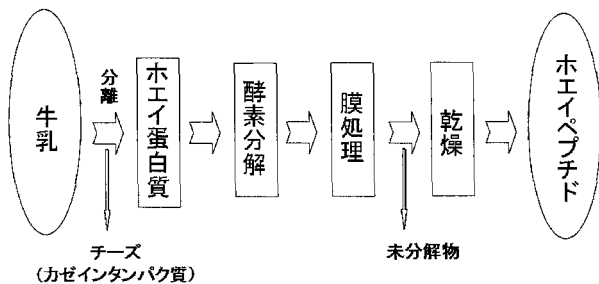 牛乳
分離
ホエイ蛋白質
酵素分解
膜処理
乾燥
ホエイペプチド
チーズ
(カゼインタンパク質)
未分解物